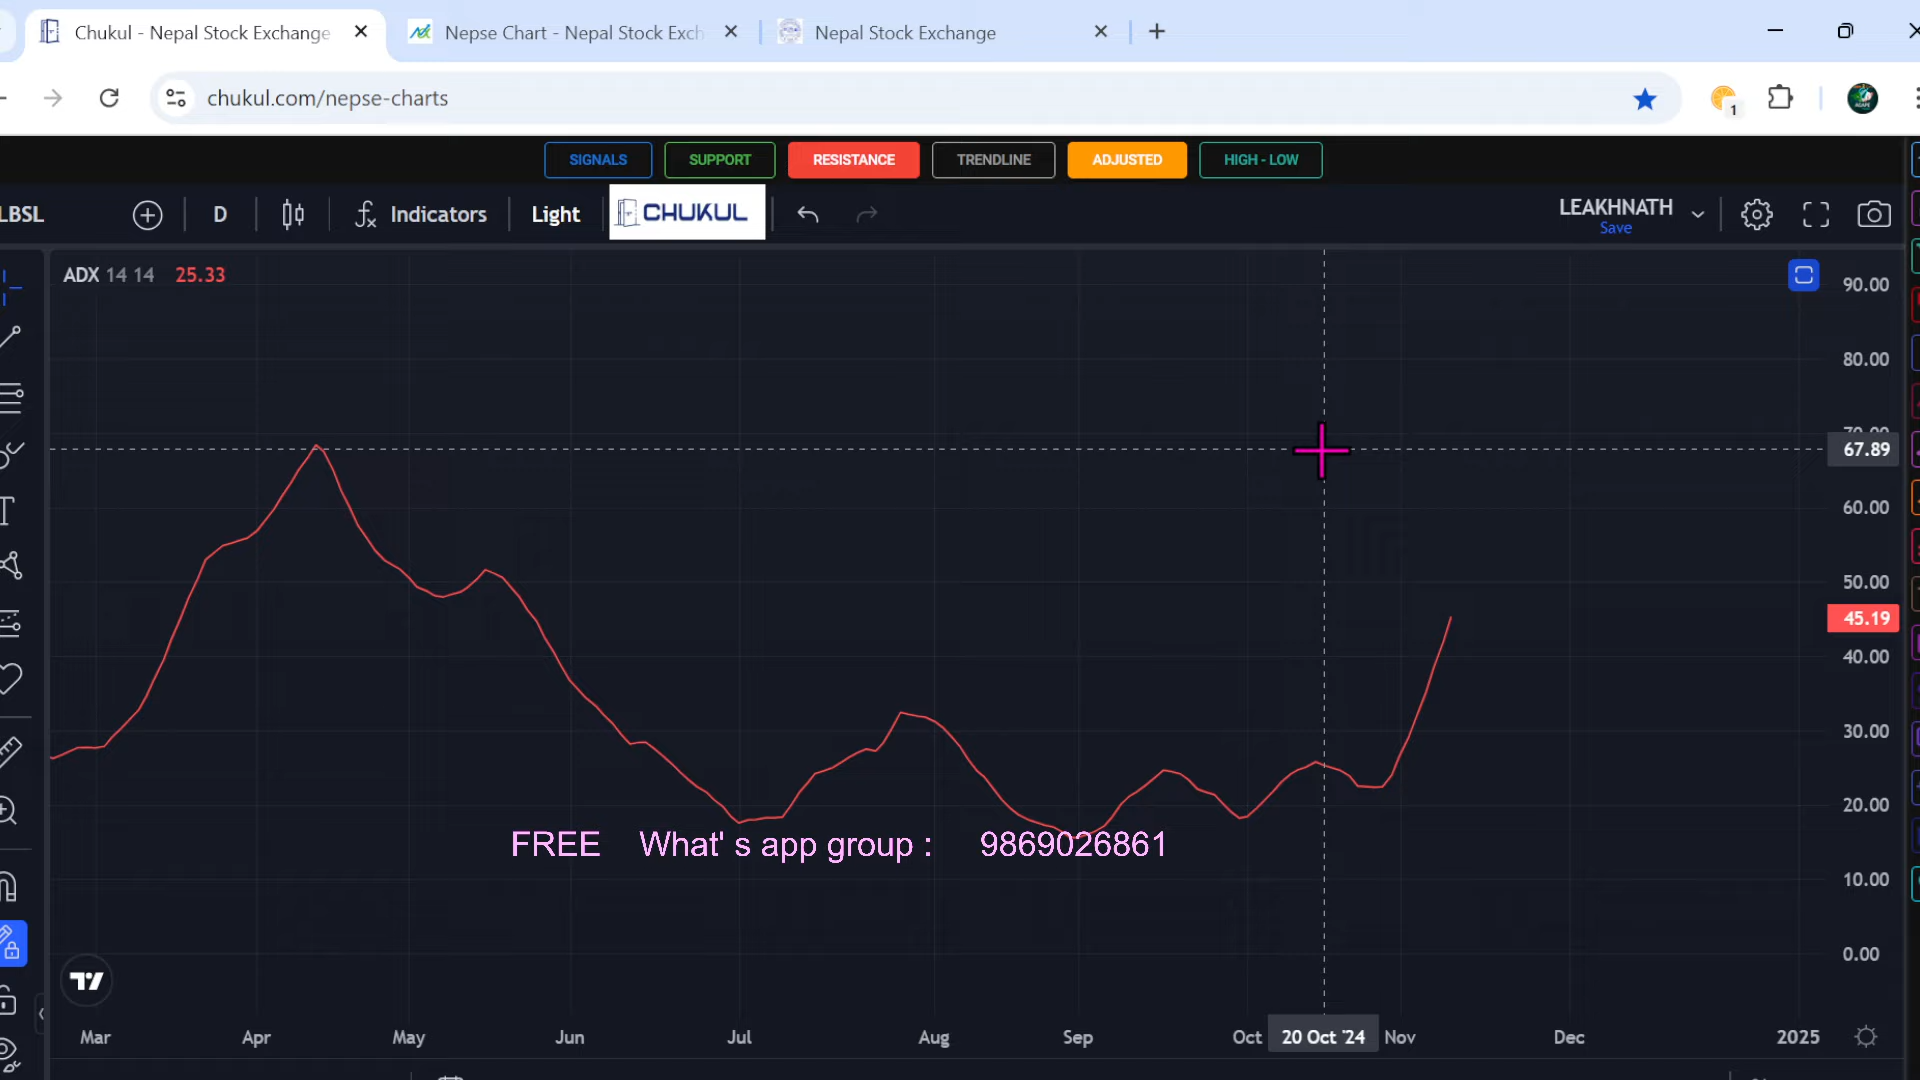 Chukul - Nepal Stock Exchange
Nepse Chart - Nepal Stock Exch
Nepal Stock Exchange
chukul.com/nepse-charts
1
SIGNALS
SUPPORT
RESISTANCE
TRENDLINE
ADJUSTED
HIGH - LOW
LBSL
D
Indicators
Light
CHUKUL
LEAKHNATH
Save
ADX 14 14 25.33
90.00
80.00
70.00
67.89
60.00
50.00
45.19
40.00
30.00
20.00
10.00
0.00
FREE What' s app group : 9869026861
Mar
Apr
May
Jun
Jul
Aug
Sep
Oct
20 Oct '24
Nov
Dec
2025